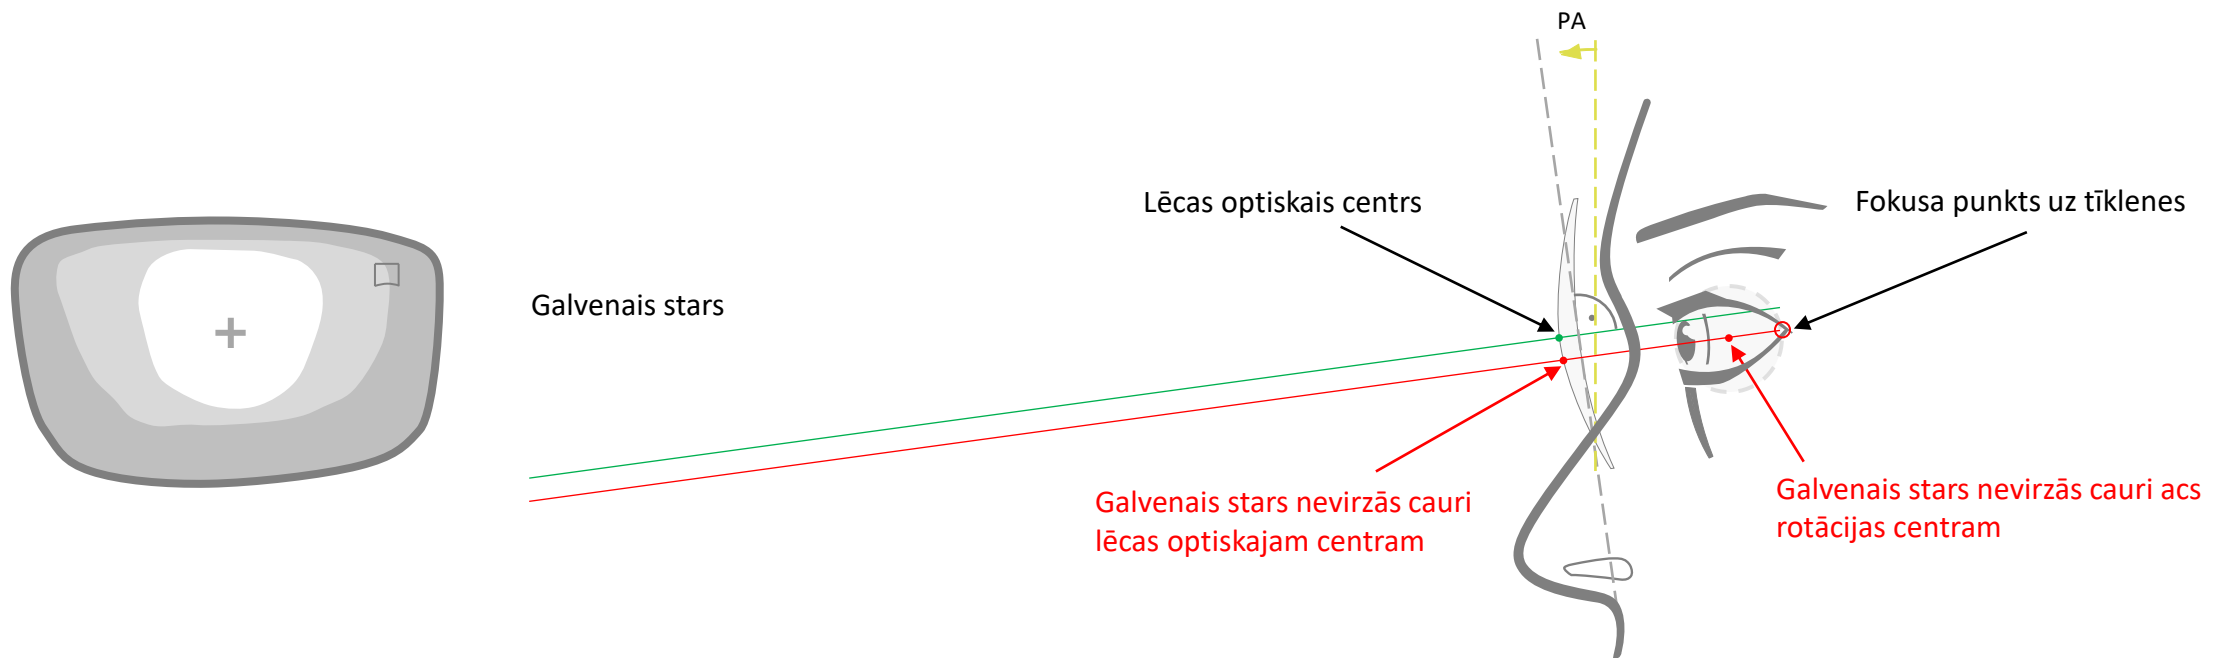 PA
Lēcas optiskais centrs
Fokusa punkts uz tīklenes
Galvenais stars
Galvenais stars nevirzās cauri
lēcas optiskajam centram
Galvenais stars nevirzās cauri acs
rotācijas centram